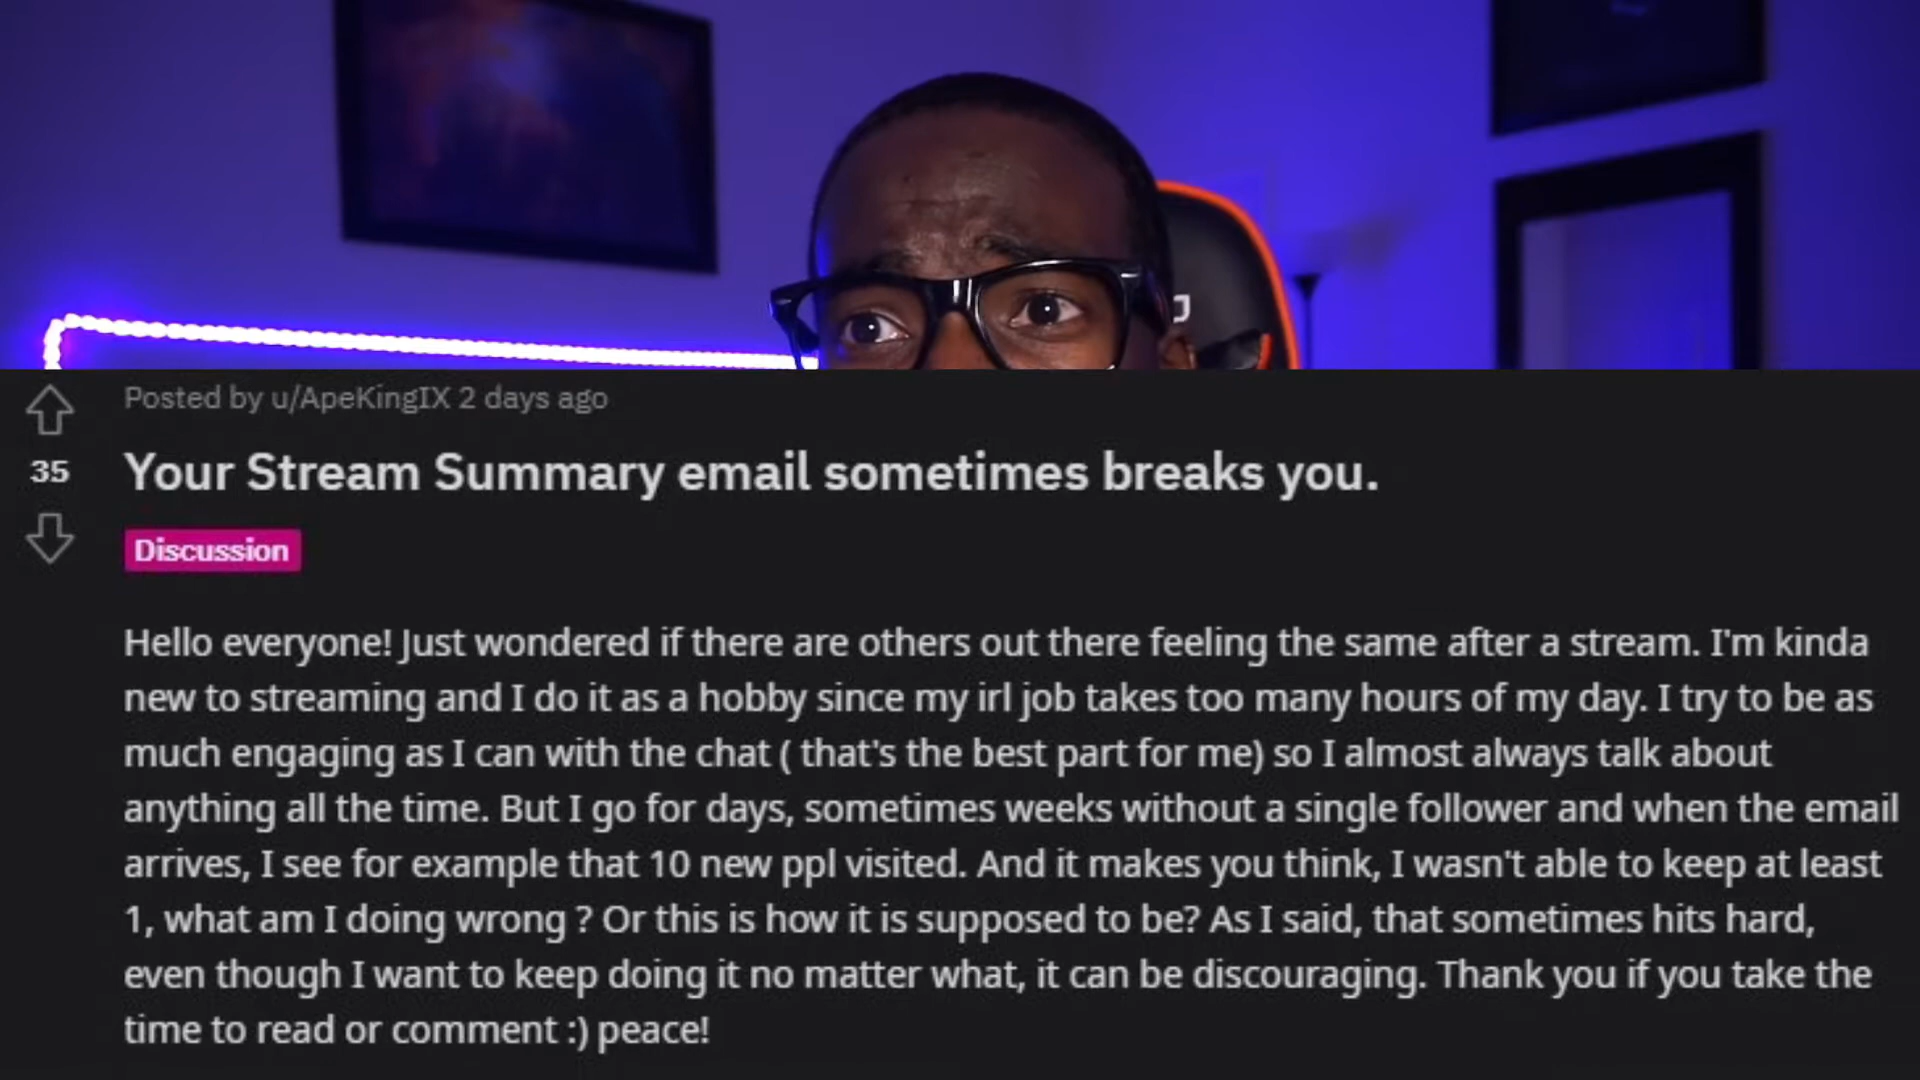 Posted by u/ApeKingIX 2 days ago
35
Your Stream Summary email sometimes breaks you.
Discussion
Hello everyone! Just wondered if there are others out there feeling the same after a stream. I'm kinda
new to streaming and I do it as a hobby since my irl job takes too many hours of my day. I try to be as
much engaging as I can with the chat ( that's the best part for me) so I almost always talk about
anything all the time. But I go for days, sometimes weeks without a single follower and when the email
arrives, I see for example that 10 new ppl visited. And it makes you think, I wasn't able to keep at least
1, what am I doing wrong ? Or this is how it is supposed to be? As I said, that sometimes hits hard,
even though I want to keep doing it no matter what, it can be discouraging. Thank you if you take the
time to read or comment :) peace!